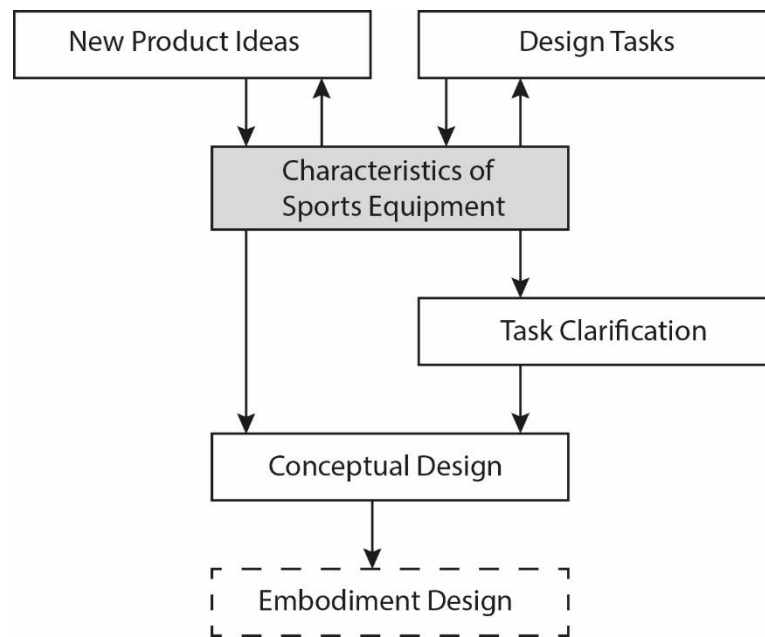 New Product Ideas
Design Tasks
Characteristics of
Sports Equipment
Task Clarification
Conceptual Design
Embodiment Design